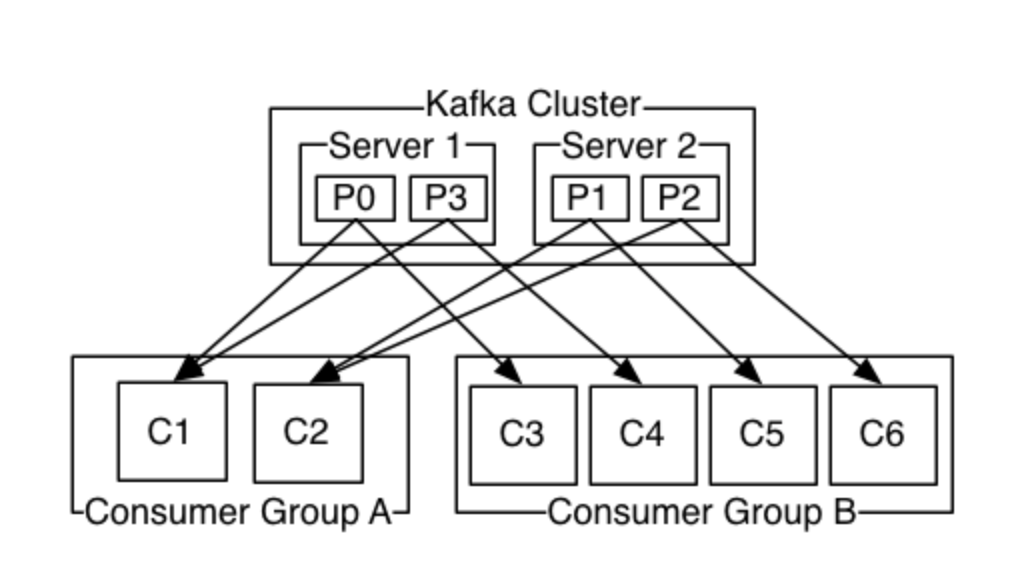 Kafka Cluster
Server 1
Server 2
P0
P3
P1
P2
C1
C2
C3
C4
C5
C6
Consumer Group A
Consumer Group B